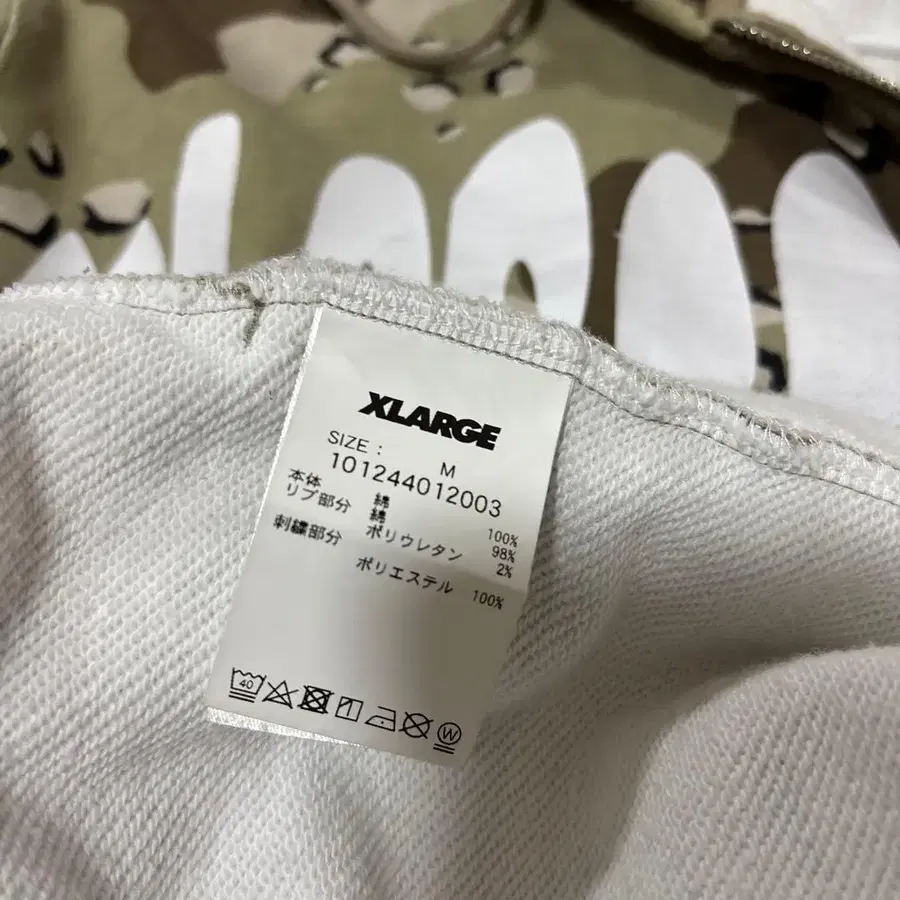 XLARGE
SIZE : M
101244012003
本体 綿 100%
リブ部分 綿 98%
ポリウレタン 2%
刺繍部分 ポリエステル 100%
40
W